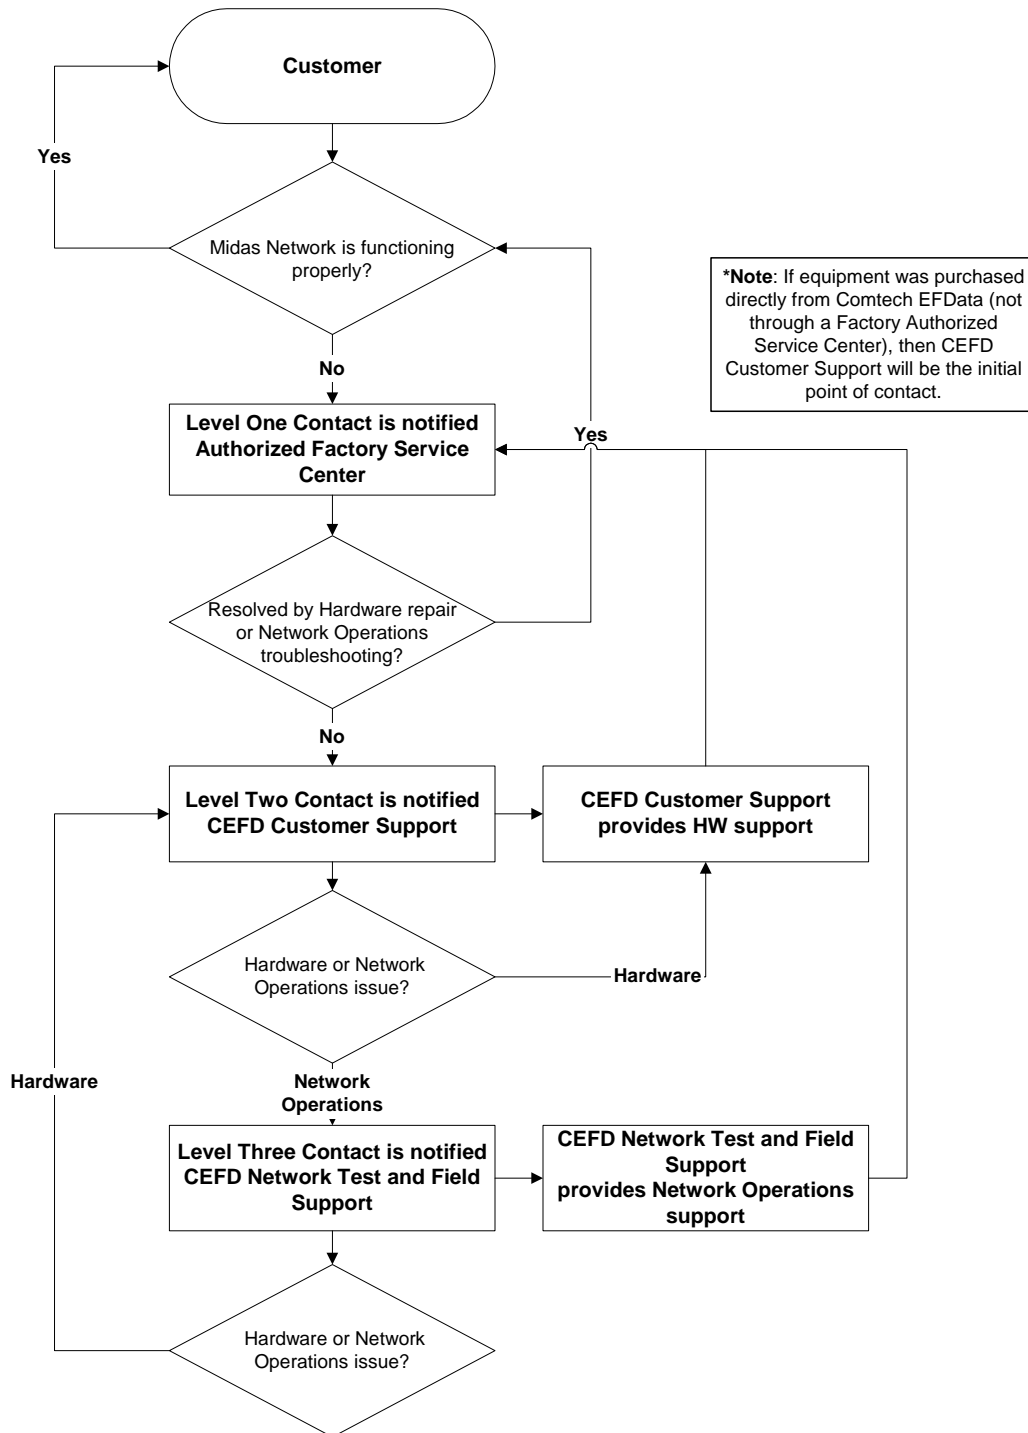 Customer
Yes
Midas Network is functioning
properly?
*Note: If equipment was purchased
directly from Comtech EFData (not
through a Factory Authorized
Service Center), then CEFD
Customer Support will be the initial
point of contact.
No
Level One Contact is notified
Authorized Factory Service
Center
Yes
Resolved by Hardware repair
or Network Operations
troubleshooting?
No
Level Two Contact is notified
CEFD Customer Support
CEFD Customer Support
provides HW support
Hardware or Network
Operations issue?
Hardware
Hardware
Network
Operations
Level Three Contact is notified
CEFD Network Test and Field
Support
CEFD Network Test and Field
Support
provides Network Operations
support
Hardware or Network
Operations issue?